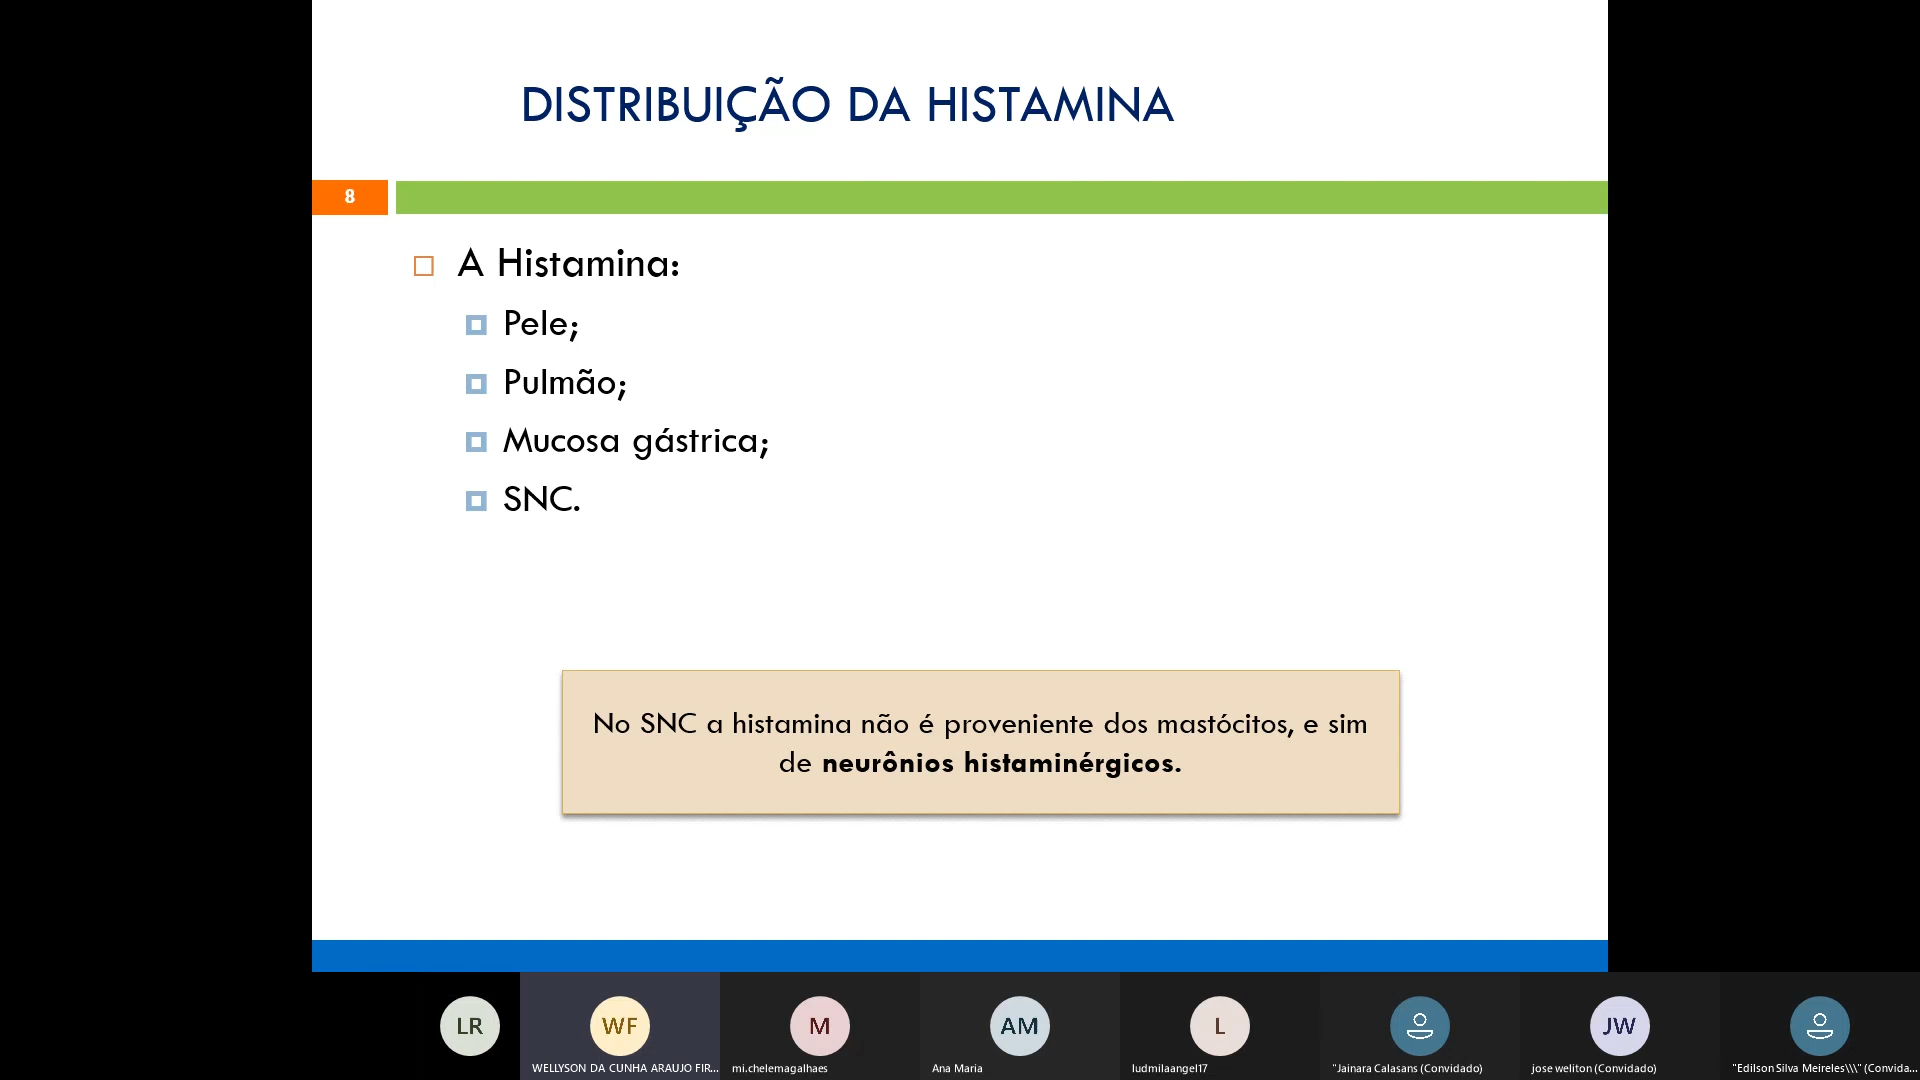 DISTRIBUIÇÃO DA HISTAMINA
8
A Histamina:
Pele;
Pulmão;
Mucosa gástrica;
SNC.
No SNC a histamina não é proveniente dos mastócitos, e sim
de neurônios histaminérgicos.
LR
WF
M
AM
L
JW
WELLYSON DA CUNHA ARAUJO FIR...
mi.chelemagalhaes
Ana Maria
ludmilaangel17
"Jainara Calasans (Convidado)
jose weliton (Convidado)
"Edilson Silva Meireles\\\" (Convida...